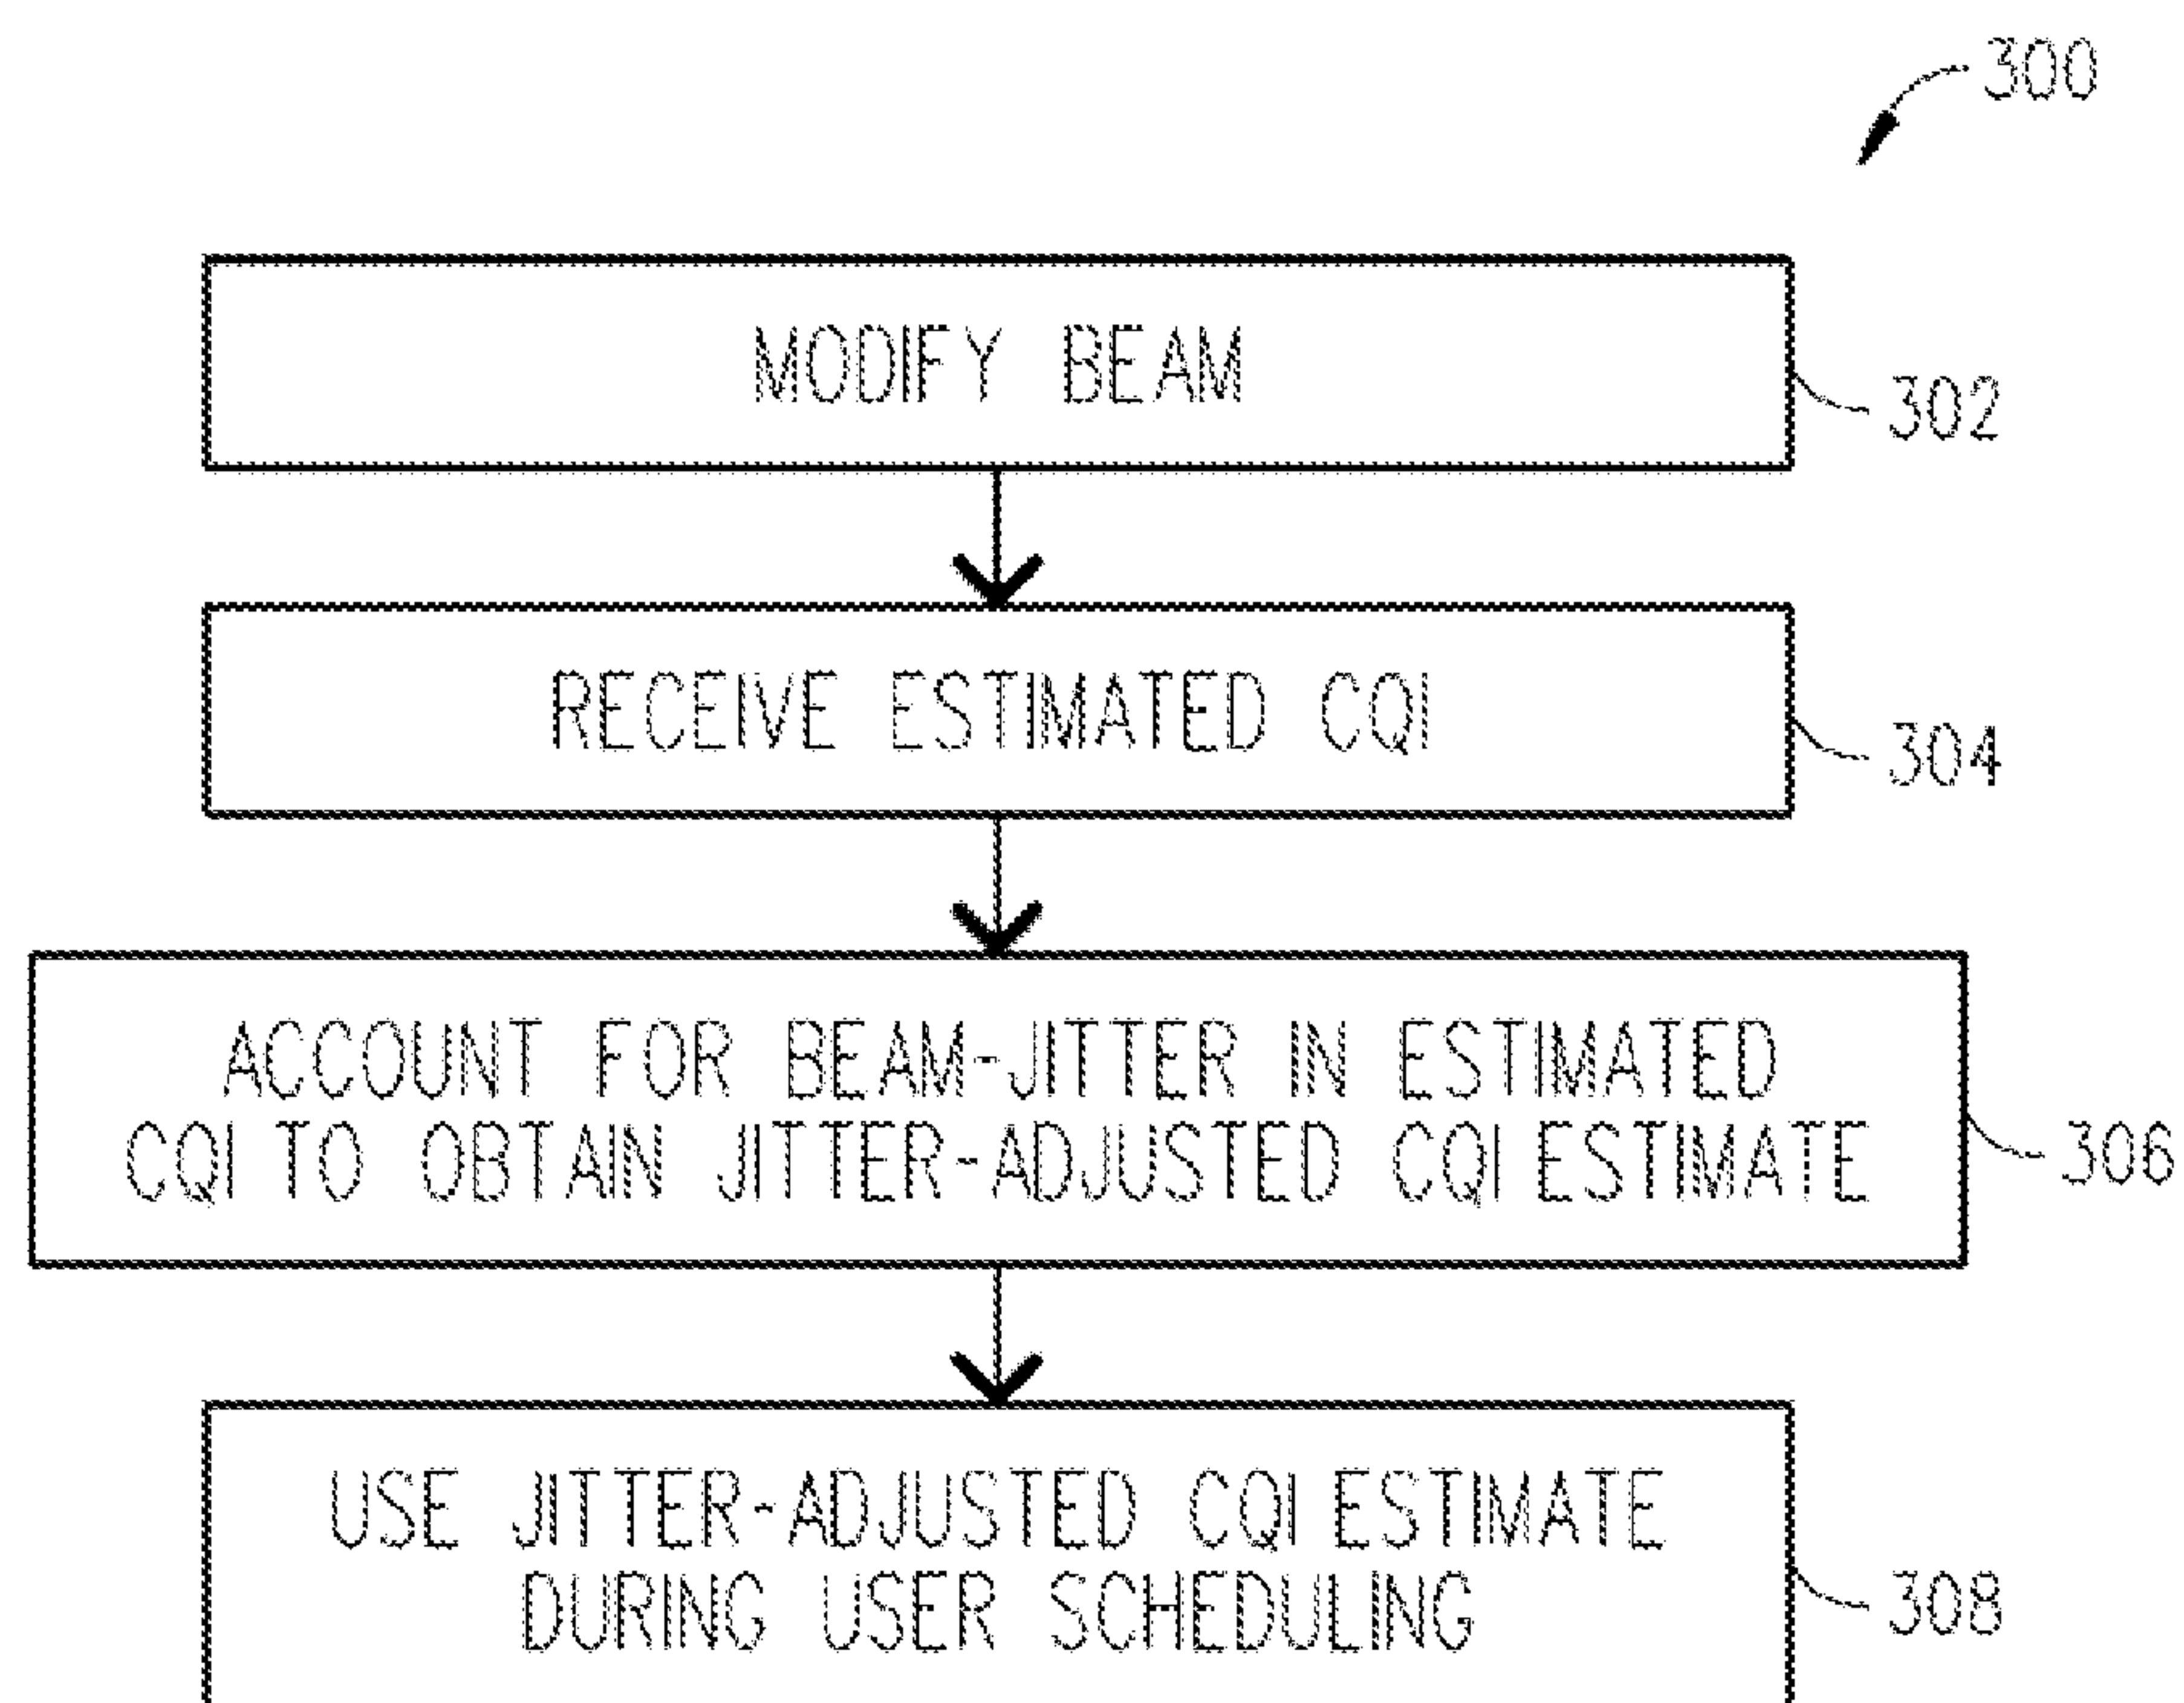 300
MODIFY BEAM
302
RECEIVE ESTIMATED CQI
304
ACCOUNT FOR BEAM-JITTER IN ESTIMATED
CQI TO OBTAIN JITTER-ADJUSTED CQI ESTIMATE
306
USE JITTER-ADJUSTED CQI ESTIMATE
DURING USER SCHEDULING
308